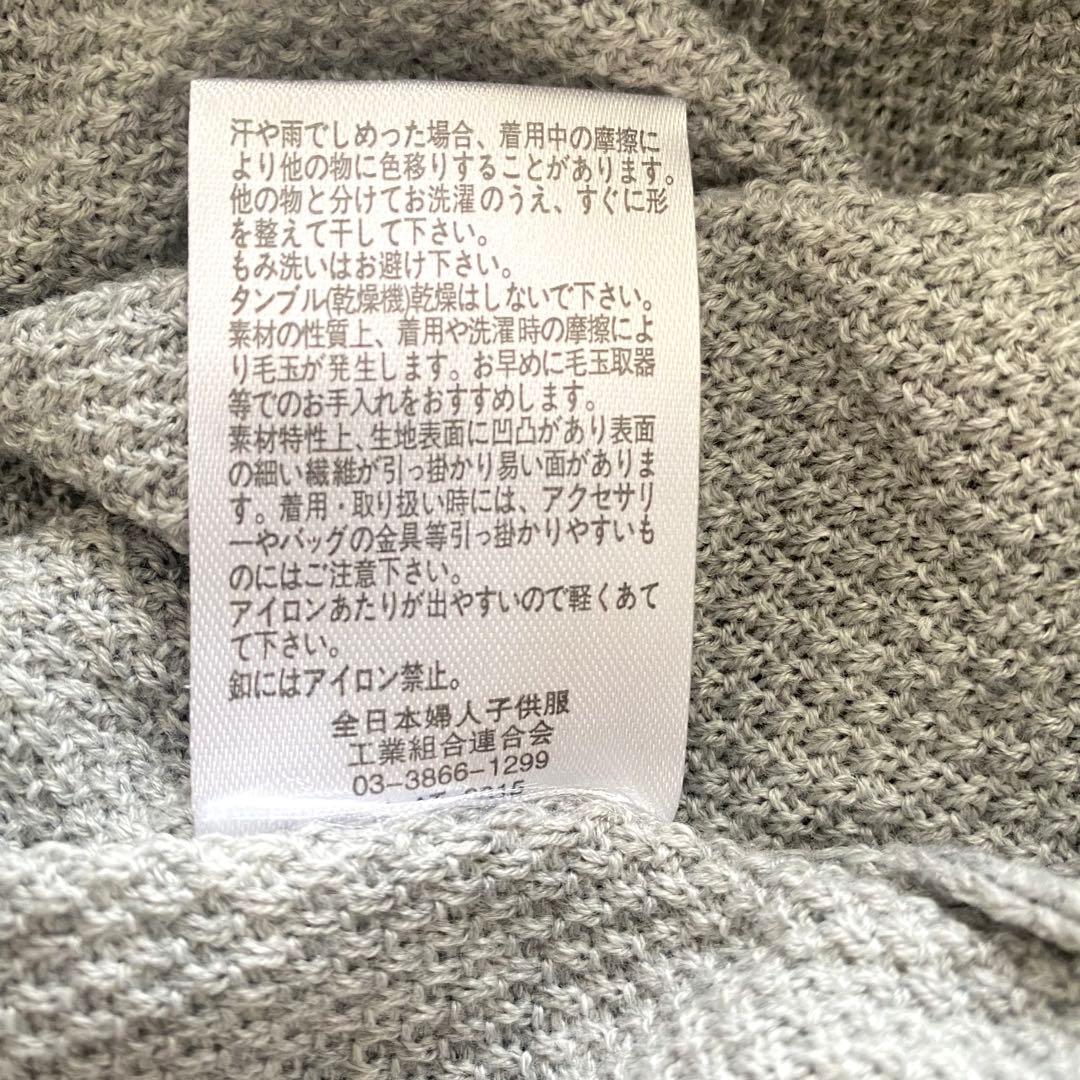 汗や雨でしめった場合、着用中の摩擦に
より他の物に色移りすることがあります。
他の物と分けてお洗濯のうえ、すぐに形
を整えて干して下さい。
もみ洗いはお避け下さい。
タンブル(乾燥機)乾燥はしないで下さい。
素材の性質上、着用や洗濯時の摩擦によ
り毛玉が発生します。お早めに毛玉取器
等でのお手入れをおすすめします。
素材特性上、生地表面に凹凸があり表面
の細い繊維が引っ掛かり易い面がありま
す。着用・取り扱い時には、アクセサリ
ーやバッグの金具等引っ掛かりやすいも
のにはご注意下さい。
アイロンあたりが出やすいので軽くあて
て下さい。
釦にはアイロン禁止。
全日本婦人子供服
工業組合連合会
03-3866-1299